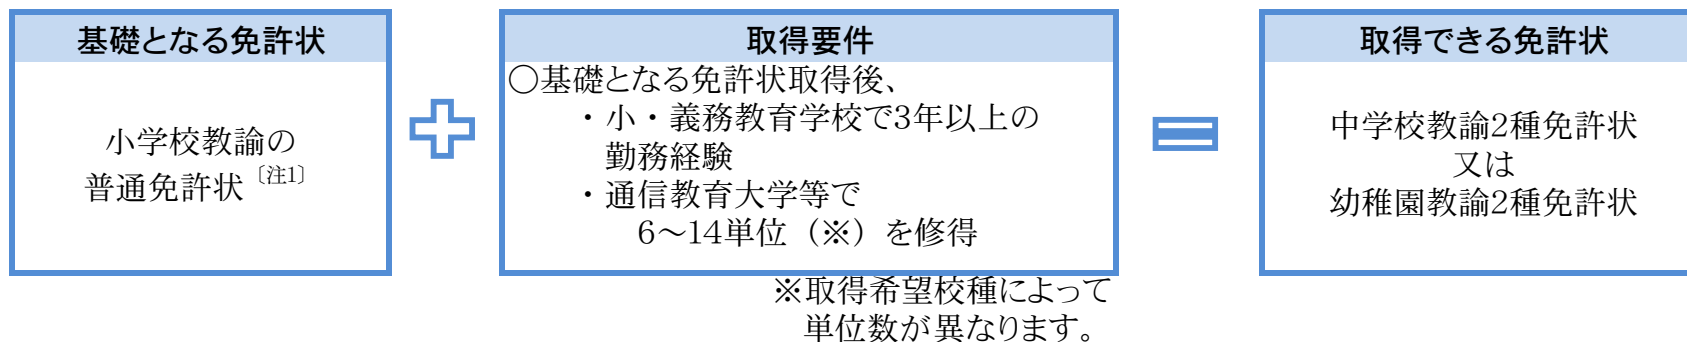 基礎となる免許状
小学校教諭の
普通免許状〔注1〕
取得要件
○基礎となる免許状取得後、
・小・義務教育学校で3年以上の
勤務経験
・通信教育大学等で
6～14単位（※）を修得
※取得希望校種によって
単位数が異なります。
取得できる免許状
中学校教諭2種免許状
又は
幼稚園教諭2種免許状